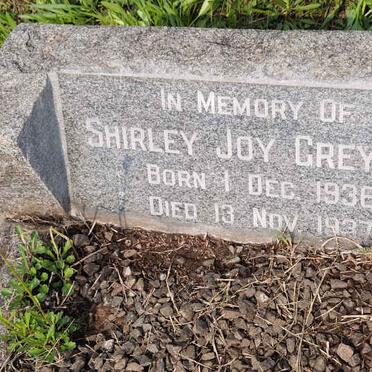 IN MEMORY OF
SHIRLEY JOY GREY
BORN 1 DEC. 1936
DIED 13 NOV. 1937